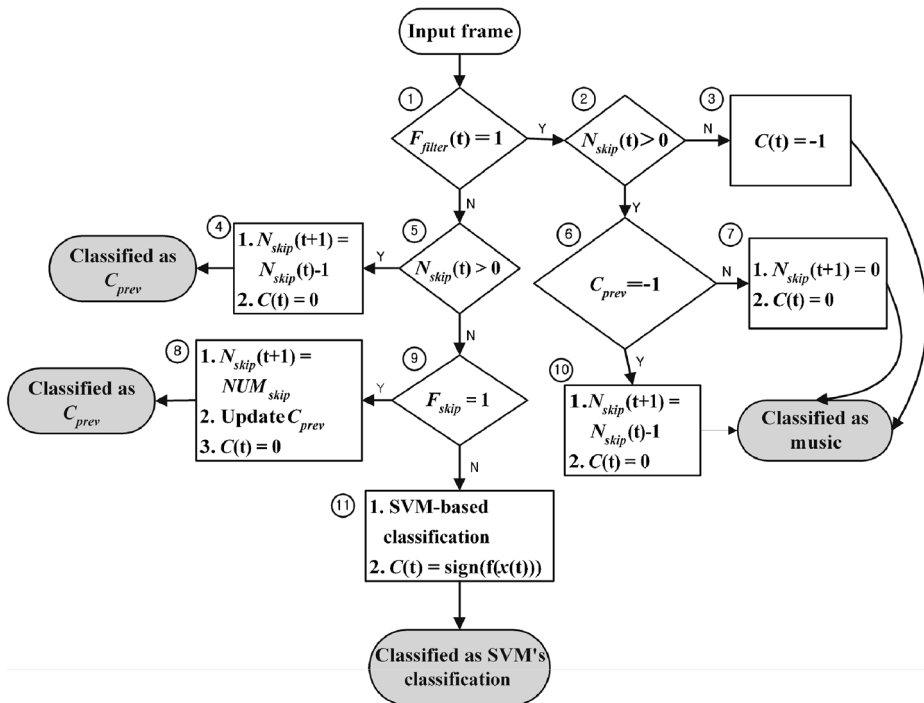 Input frame
1
F_filter(t) = 1
Y
N
2
N_skip(t) > 0
N
Y
3
C(t) = -1
4
1. N_skip(t+1) =
N_skip(t)-1
2. C(t) = 0
Classified as
C_prev
5
N_skip(t) > 0
Y
N
6
C_prev = -1
N
Y
7
1. N_skip(t+1) = 0
2. C(t) = 0
8
1. N_skip(t+1) =
NUM_skip
2. Update C_prev
3. C(t) = 0
Classified as
C_prev
9
F_skip = 1
Y
N
10
1. N_skip(t+1) =
N_skip(t)-1
2. C(t) = 0
Classified as
music
11
1. SVM-based
classification
2. C(t) = sign(f(x(t)))
Classified as SVM's
classification